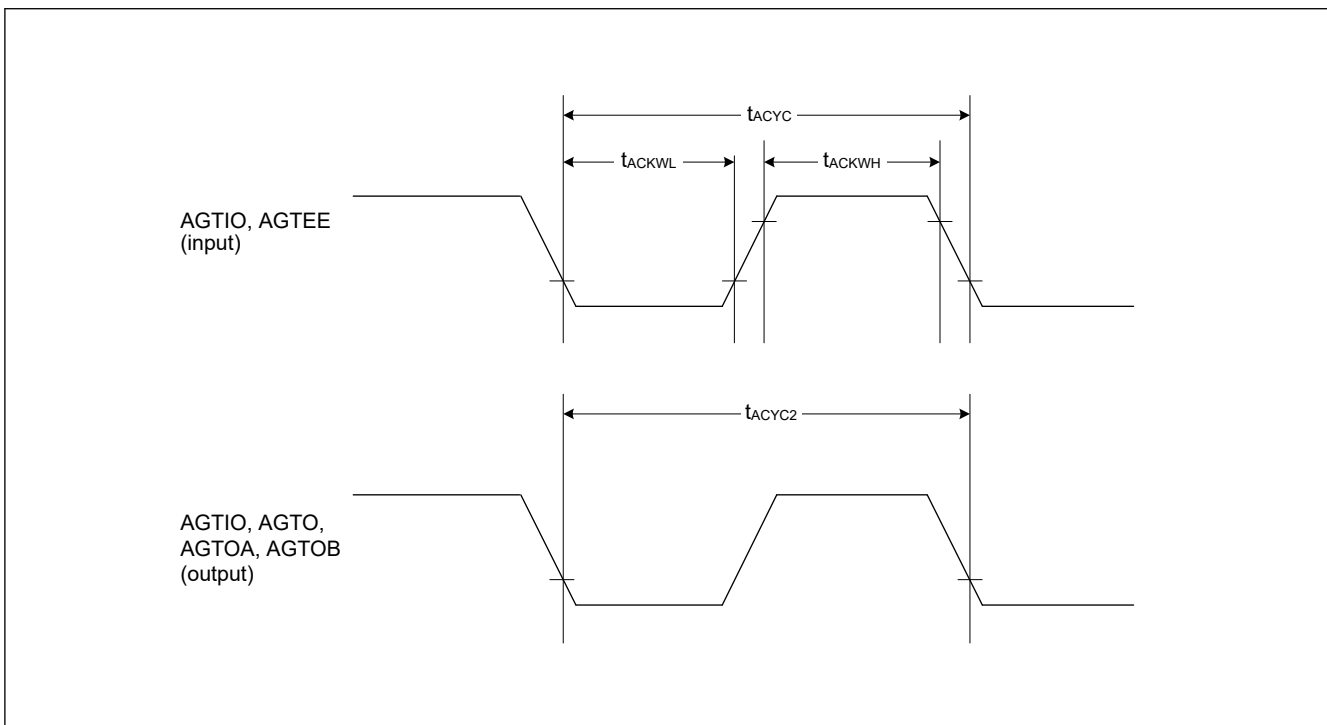 tACYC
tACKWL
tACKWH
AGTIO, AGTEE
(input)
tACYC2
AGTIO, AGTO,
AGTOA, AGTOB
(output)